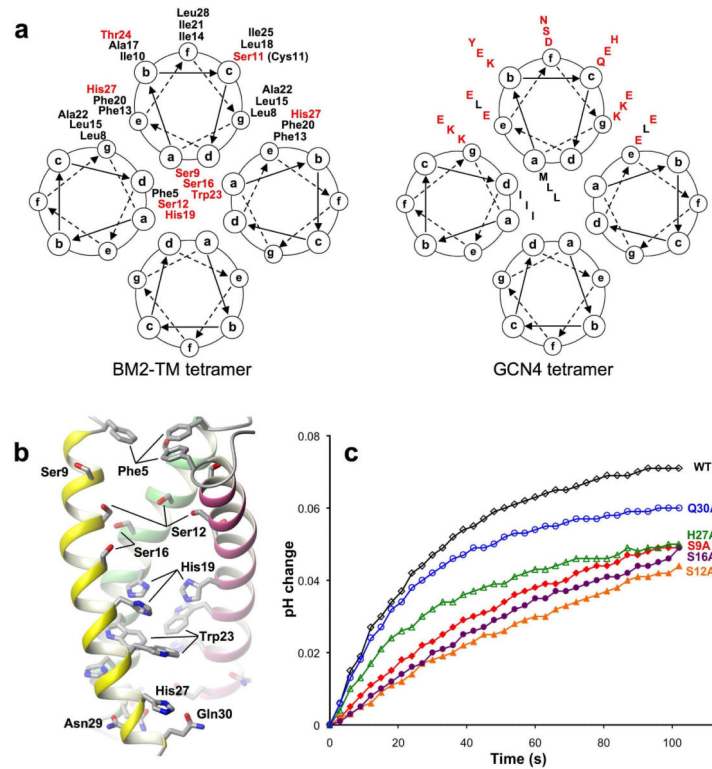 a
Leu28
Ile21
Ile14
Thr24
Ala17
Ile10
Ile25
Leu18
Ser11 (Cys11)
His27
Phe20
Phe13
Ala22
Leu15
Leu8
Ala22
Leu15
Leu8
His27
Phe20
Phe13
f
b
c
e
g
a
d
Ser9
Ser16
Trp23
Phe5
Ser12
His19
g
c
d
f
a
b
e
e
b
a
f
d
g
c
d
a
g
e
c
b
f
BM2-TM tetramer
N
S
D
Y
E
K
H
E
Q
E
L
E
E
K
K
E
K
K
E
L
E
f
b
c
e
g
a
d
M
L
L
I
I
I
g
c
d
f
a
b
e
e
b
a
f
d
g
c
d
a
g
e
c
b
f
GCN4 tetramer
b
Ser9
Phe5
Ser12
Ser16
His19
Trp23
His27
Asn29
Gln30
c
pH change
0.08
0.06
0.04
0.02
0
0
20
40
60
80
100
Time (s)
WT
Q30A
H27A
S9A
S16A
S12A